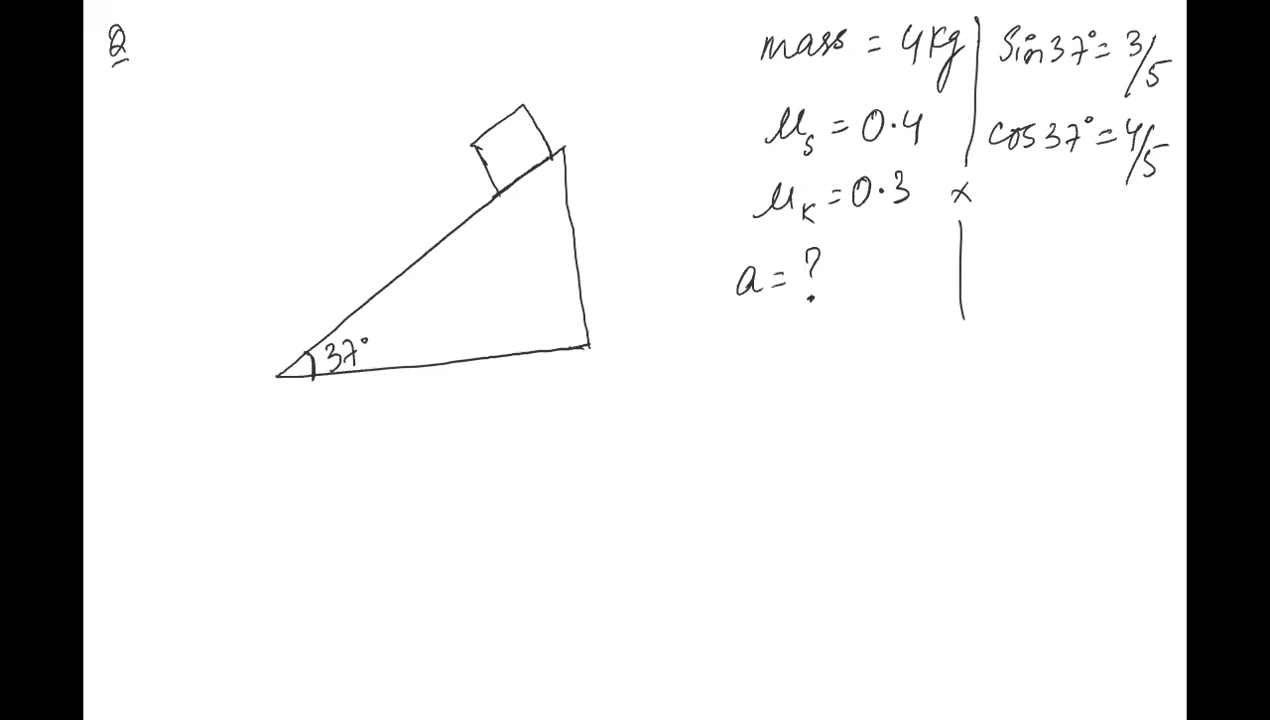 Q
mass = 4Kg
Sin37°= 3/5
μs = 0.4
cos37°= 4/5
μK = 0.3 ×
a = ?
37°